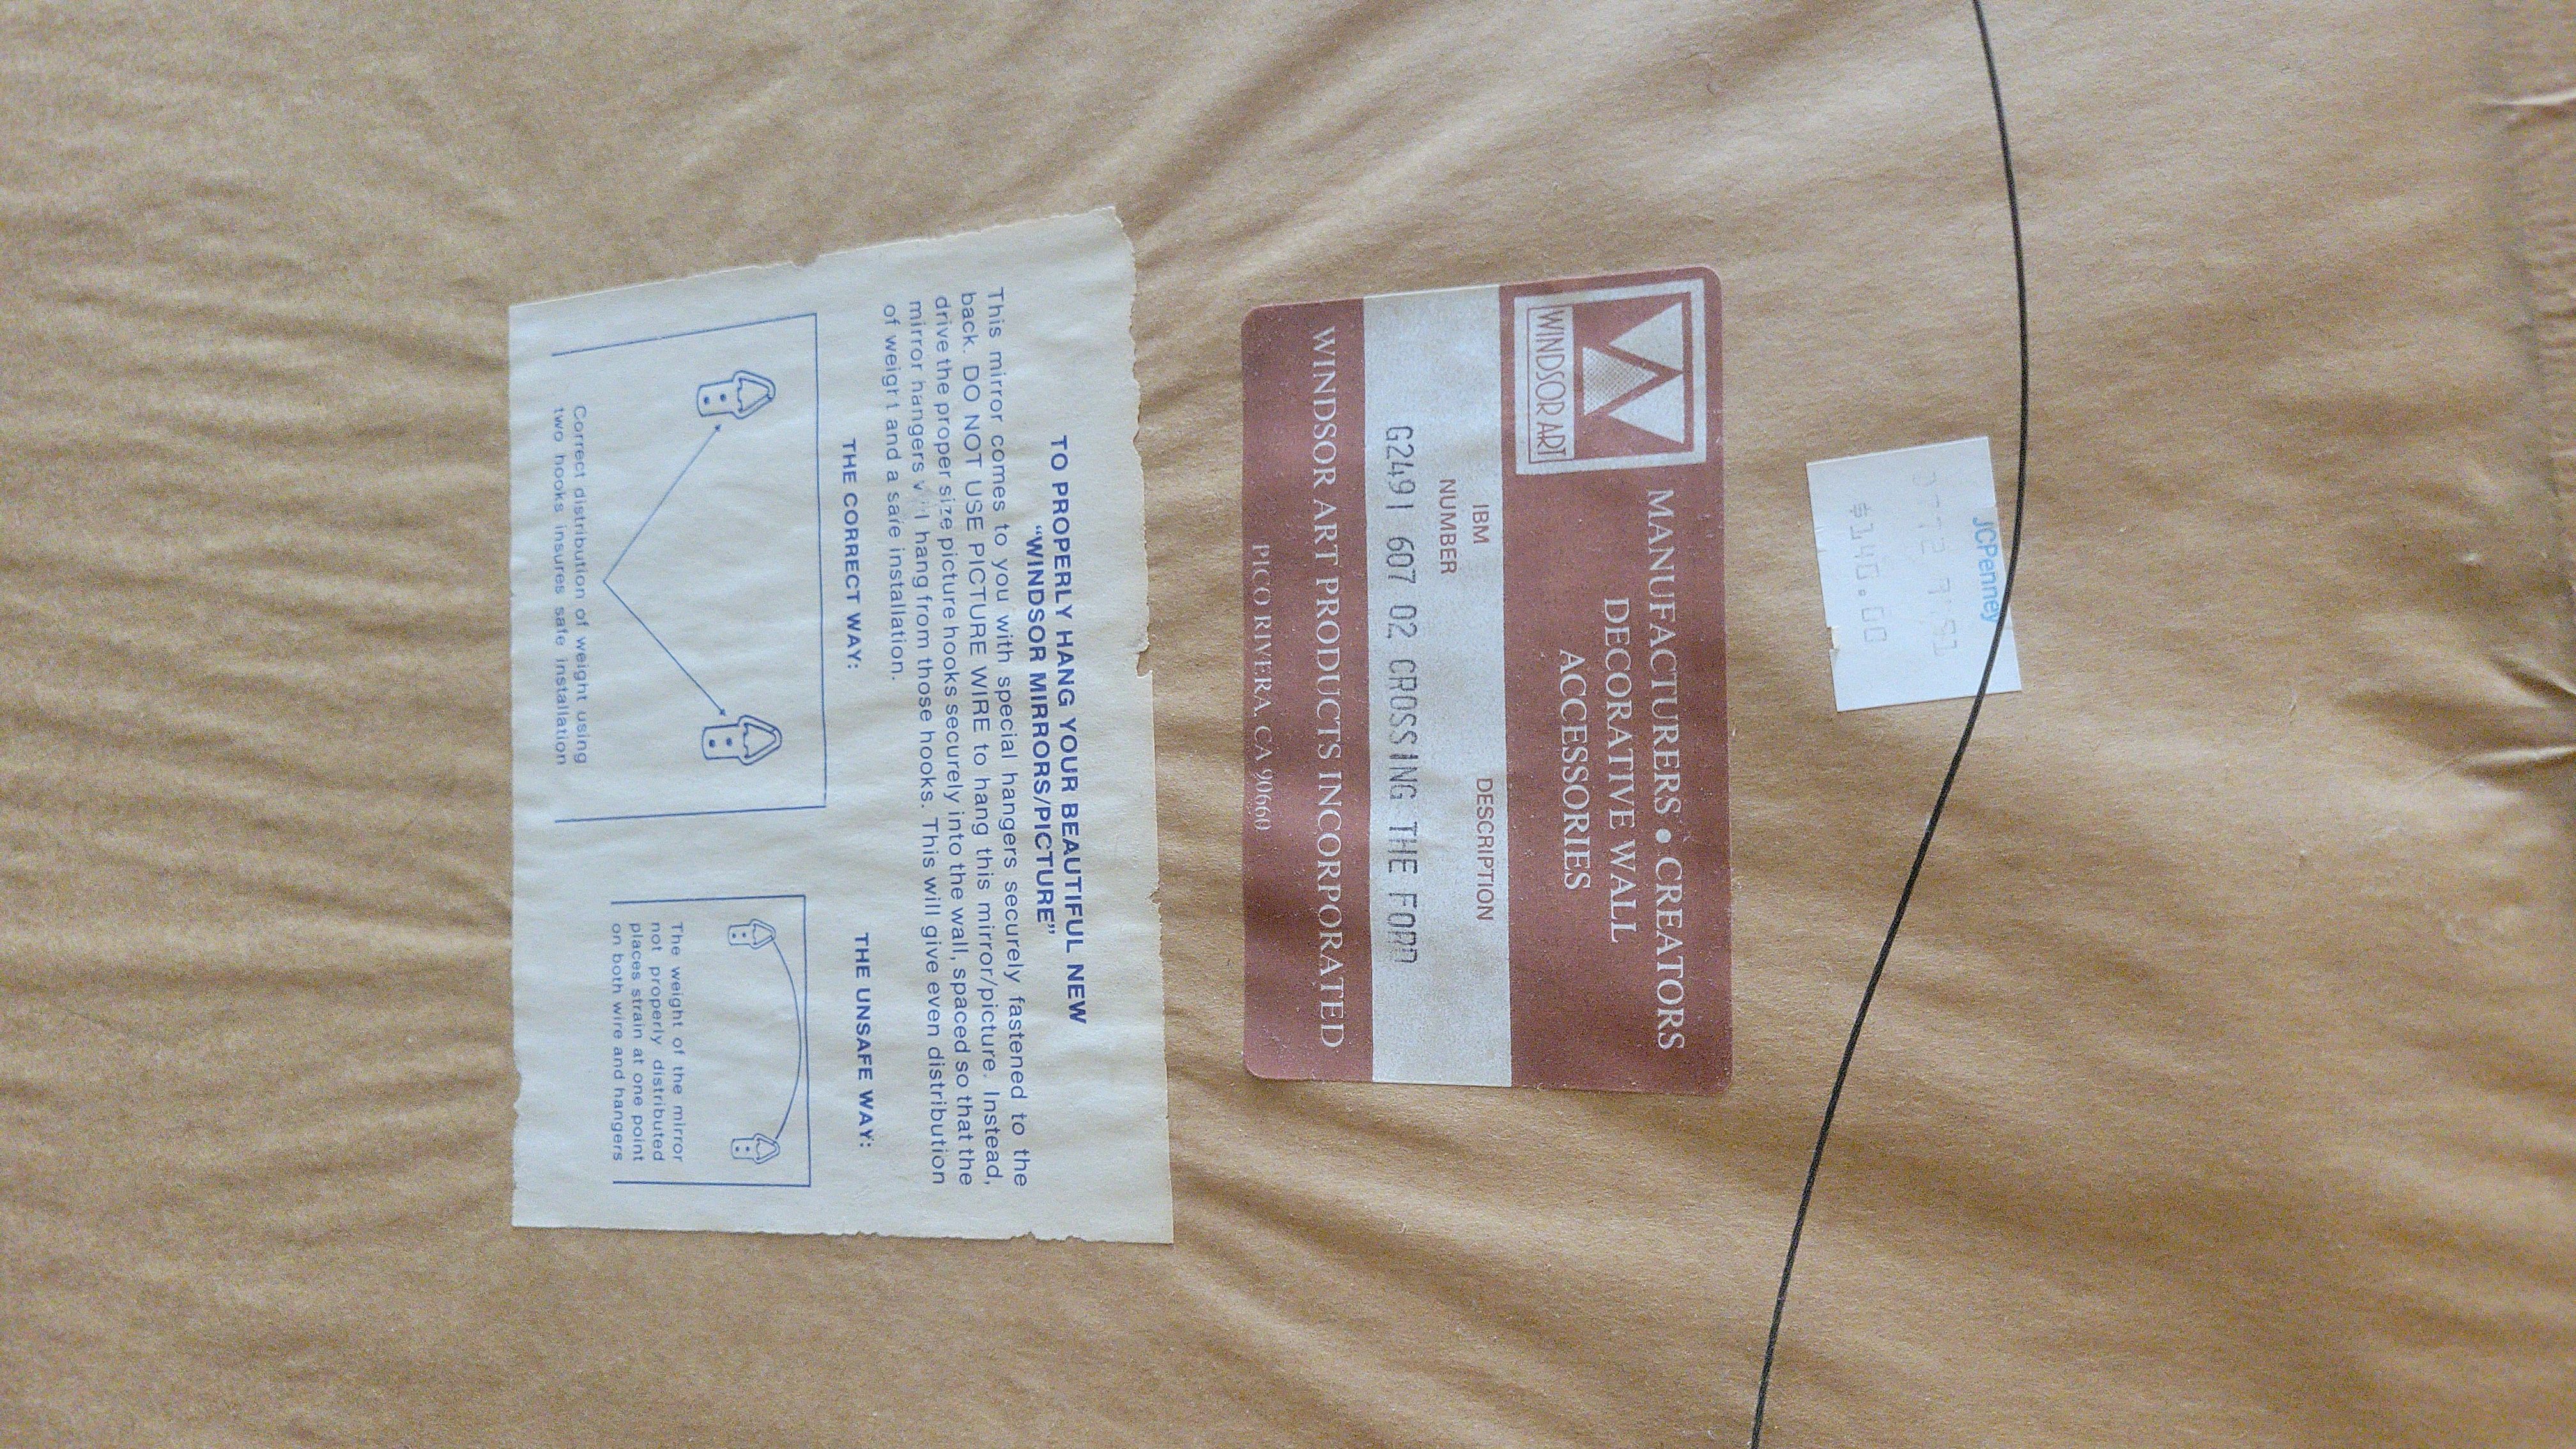 JCPenney
$140.00
WINDSOR ART
MANUFACTURERS • CREATORS
DECORATIVE WALL
ACCESSORIES
IBM
NUMBER
DESCRIPTION
G2491 607 02 CROSSING THE FORD
WINDSOR ART PRODUCTS INCORPORATED
PICO RIVERA, CA 90660
TO PROPERLY HANG YOUR BEAUTIFUL NEW
“WINDSOR MIRRORS/PICTURE”
This mirror comes to you with special hangers securely fastened to the
back. DO NOT USE PICTURE WIRE to hang this mirror/picture. Instead,
drive the proper size picture hooks securely into the wall, spaced so that the
mirror hangers will hang from those hooks. This will give even distribution
of weight and a safe installation.
THE CORRECT WAY:
Correct distribution of weight using
two hooks insures safe installation
THE UNSAFE WAY:
The weight of the mirror
not properly distributed
places strain at one point
on both wire and hangers